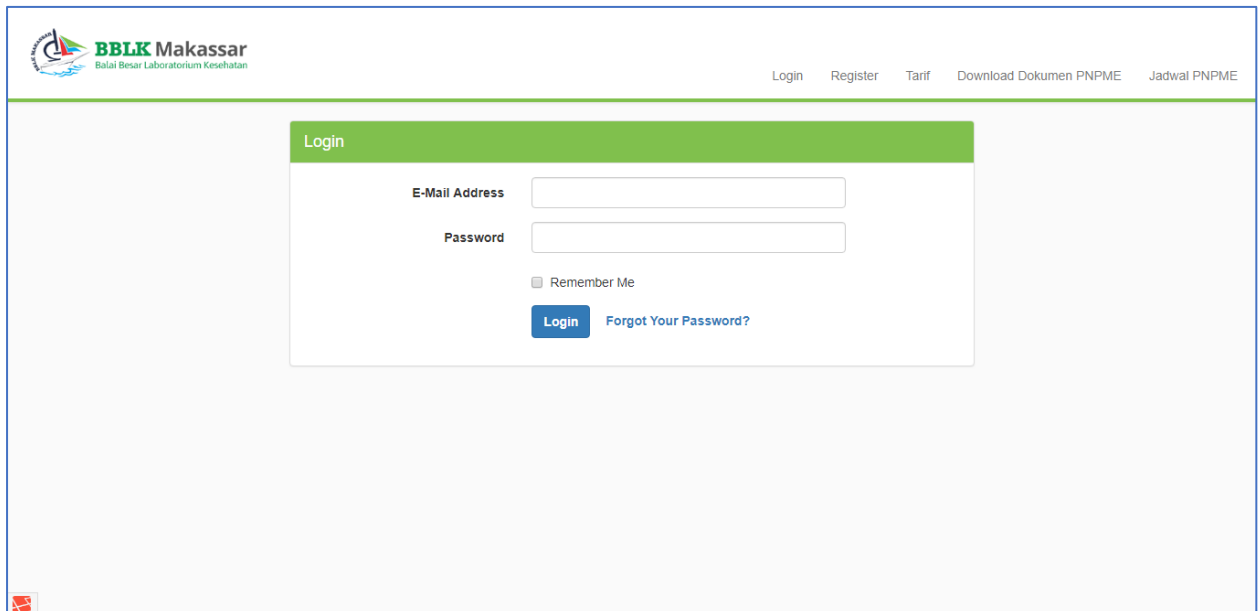 BBLK Makassar
Balai Besar Laboratorium Kesehatan
Login Register Tarif Download Dokumen PNPME Jadwal PNPME
Login
E-Mail Address
Password
Remember Me
Login Forgot Your Password?